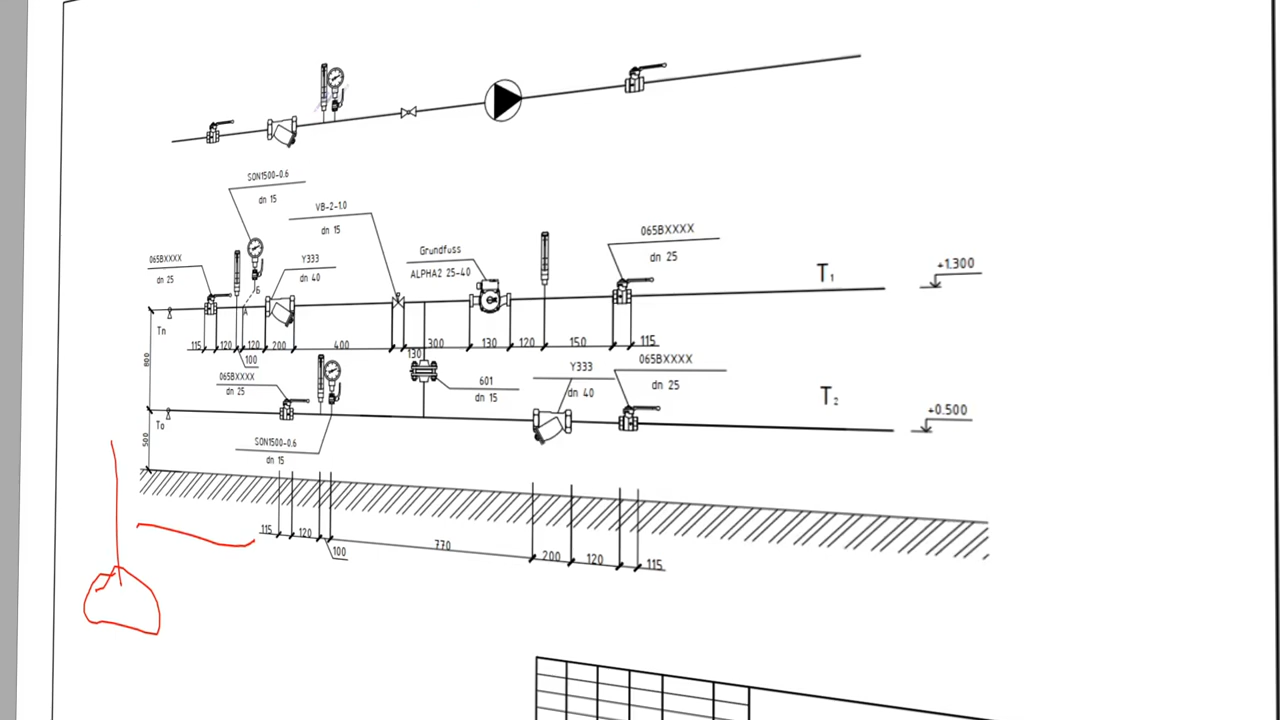 SON1500-0.6
dn 15
VB-2-1.0
dn 15
065BXXXX
dn 25
Y333
dn 40
Grundfuss
ALPHA2 25-40
065BXXXX
dn 25
T1
+1.300
Б
A
Tп
115 120 120 200 400 300 130 120 150 115
100
130
800
065BXXXX
dn 25
601
dn 15
Y333
dn 40
065BXXXX
dn 25
T2
+0.500
To
500
SON1500-0.6
dn 15
115 120 770 200 120 115
100